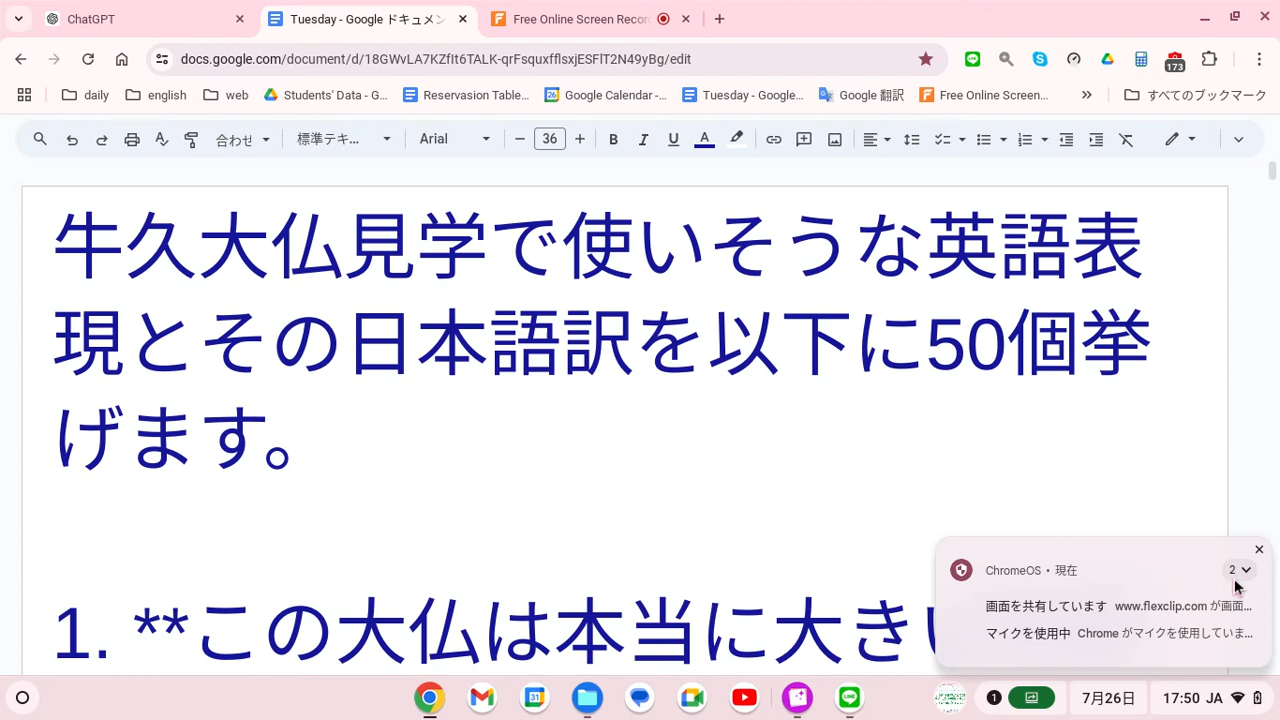 ChatGPT
Tuesday - Google ドキュメン
Free Online Screen Recor
docs.google.com/document/d/18GWvIA7KZfIt6TALK-qrFsquxfflsxjESFlT2N49yBg/edit
173
daily
english
web
Students' Data - G...
Reservasion Table...
26
Google Calendar -...
Tuesday - Google...
Google 翻訳
Free Online Screen...
すべてのブックマーク
合わせ
標準テキ...
Arial
36
B I U A
牛久大仏見学で使いそうな英語表
現とその日本語訳を以下に50個挙
げます。
1. **この大仏は本当に大き
ChromeOS • 現在
2
画面を共有しています www.flexclip.com が画面...
マイクを使用中 Chrome がマイクを使用していま...
31
1
7月26日
17:50 JA